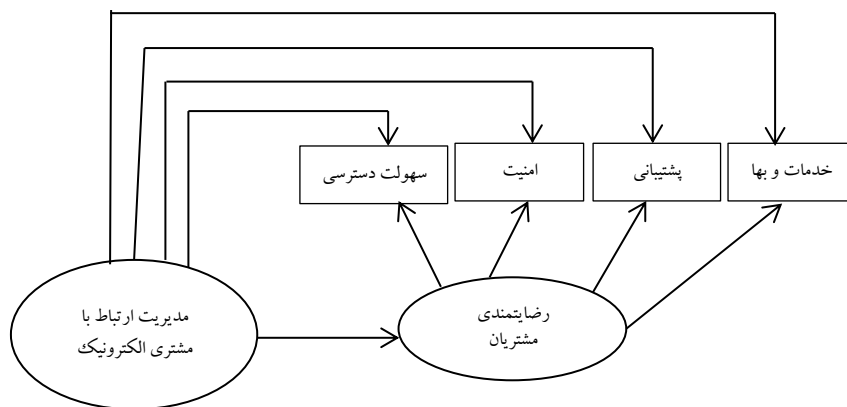 خدمات و بها
پشتیبانی
امنیت
سهولت دسترسی
رضایتمندی
مشتریان
مدیریت ارتباط با
مشتری الکترونیک